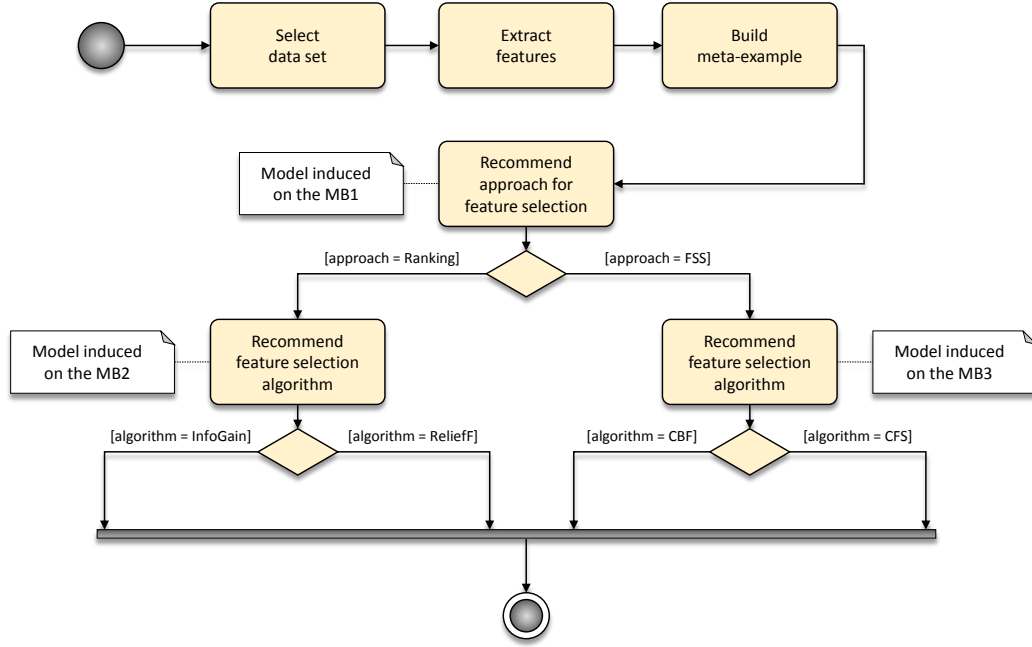 Select
data set
Extract
features
Build
meta-example
Model induced
on the MB1
Recommend
approach for
feature selection
[approach = Ranking]
[approach = FSS]
Model induced
on the MB2
Recommend
feature selection
algorithm
Recommend
feature selection
algorithm
Model induced
on the MB3
[algorithm = InfoGain]
[algorithm = ReliefF]
[algorithm = CBF]
[algorithm = CFS]